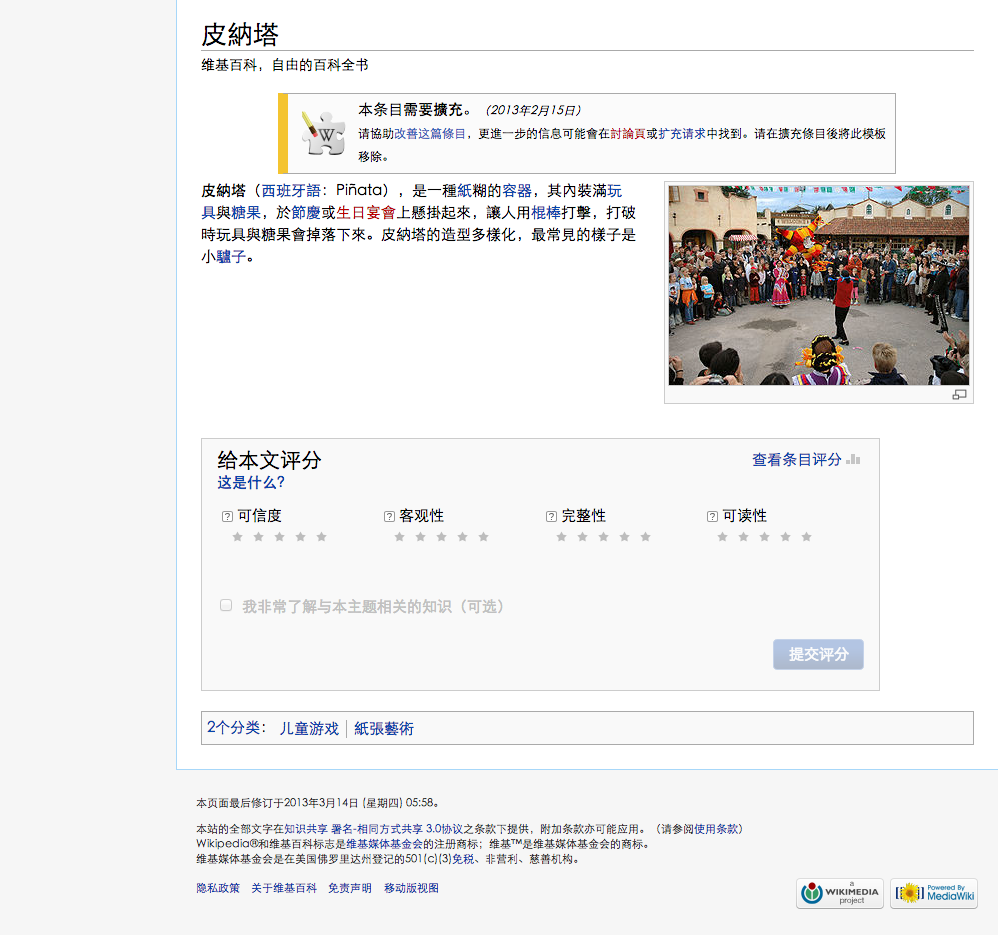 皮納塔
维基百科，自由的百科全书
本条目需要擴充。（2013年2月15日）
请協助改善这篇條目，更進一步的信息可能會在討論頁或扩充请求中找到。请在擴充條目後將此模板
移除。
皮納塔（西班牙語：Piñata），是一種紙糊的容器，其內裝滿玩
具與糖果，於節慶或生日宴會上懸掛起來，讓人用棍棒打擊，打破
時玩具與糖果會掉落下來。皮納塔的造型多樣化，最常見的樣子是
小驢子。
给本文评分
查看条目评分
这是什么？
? 可信度 ? 客观性 ? 完整性 ? 可读性
我非常了解与本主题相关的知识（可选）
提交评分
2个分类： 儿童游戏 | 紙張藝術
本页面最后修订于2013年3月14日 (星期四) 05:58。
本站的全部文字在知识共享 署名-相同方式共享 3.0协议之条款下提供，附加条款亦可能应用。（请参阅使用条款）
Wikipedia®和维基百科标志是维基媒体基金会的注册商标；维基™是维基媒体基金会的商标。
维基媒体基金会是在美国佛罗里达州登记的501(c)(3)免税、非营利、慈善机构。
隐私政策 关于维基百科 免责声明 移动版视图
a
WIKIMEDIA
project
Powered By
MediaWiki